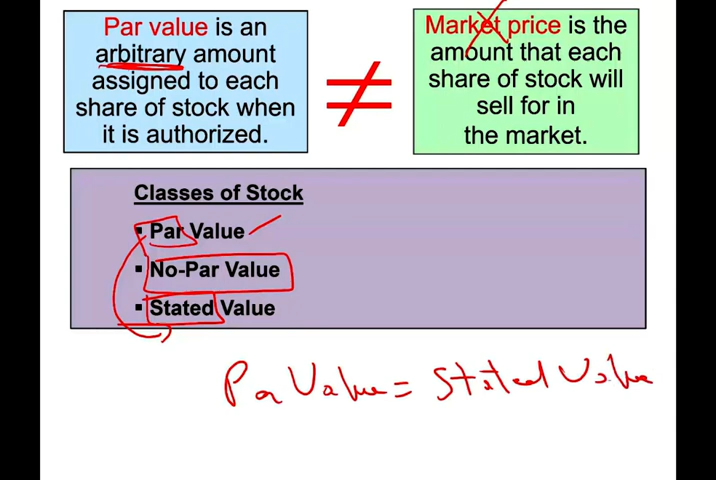 Par value is an
arbitrary amount
assigned to each
share of stock when
it is authorized.
≠
Market price is the
amount that each
share of stock will
sell for in
the market.
Classes of Stock
▪ Par Value
▪ No-Par Value
▪ Stated Value
Par Value = Stated Value